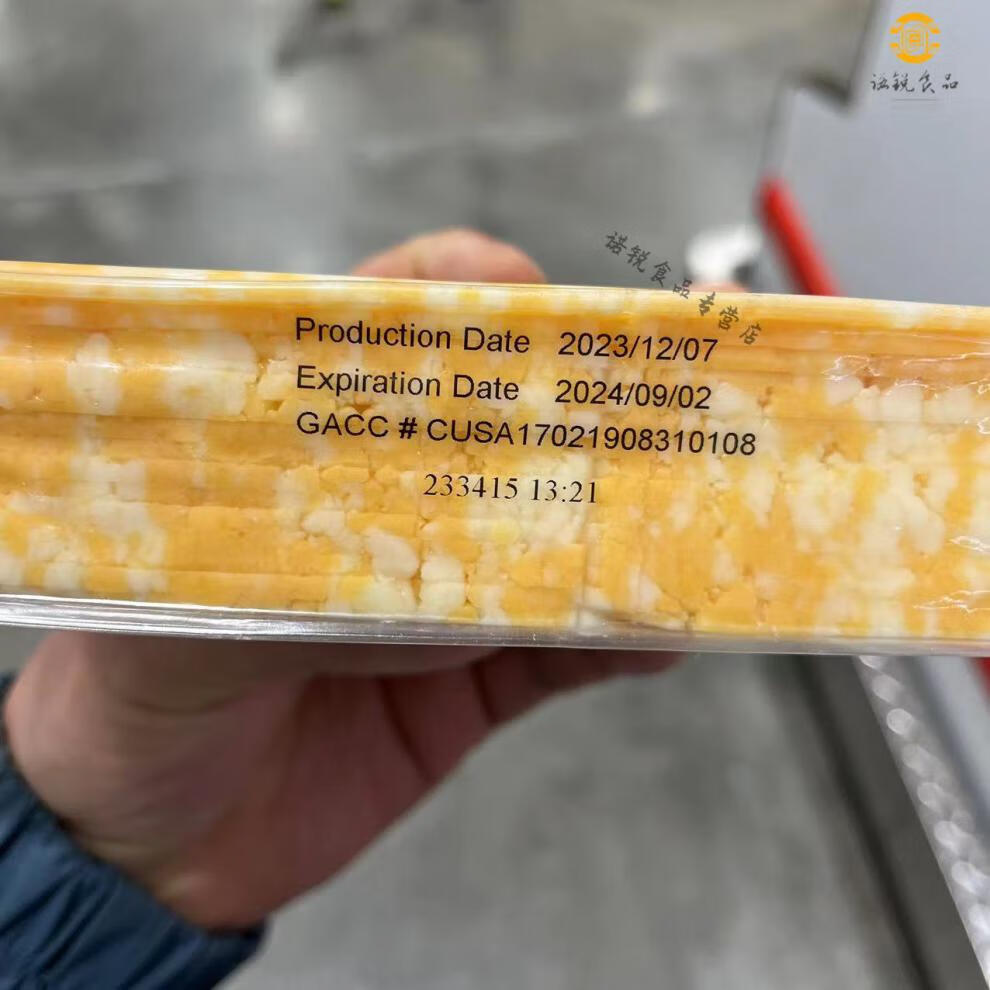 诺锐食品
诺锐食品专营店
Production Date 2023/12/07
Expiration Date 2024/09/02
GACC # CUSA17021908310108
233415 13:21